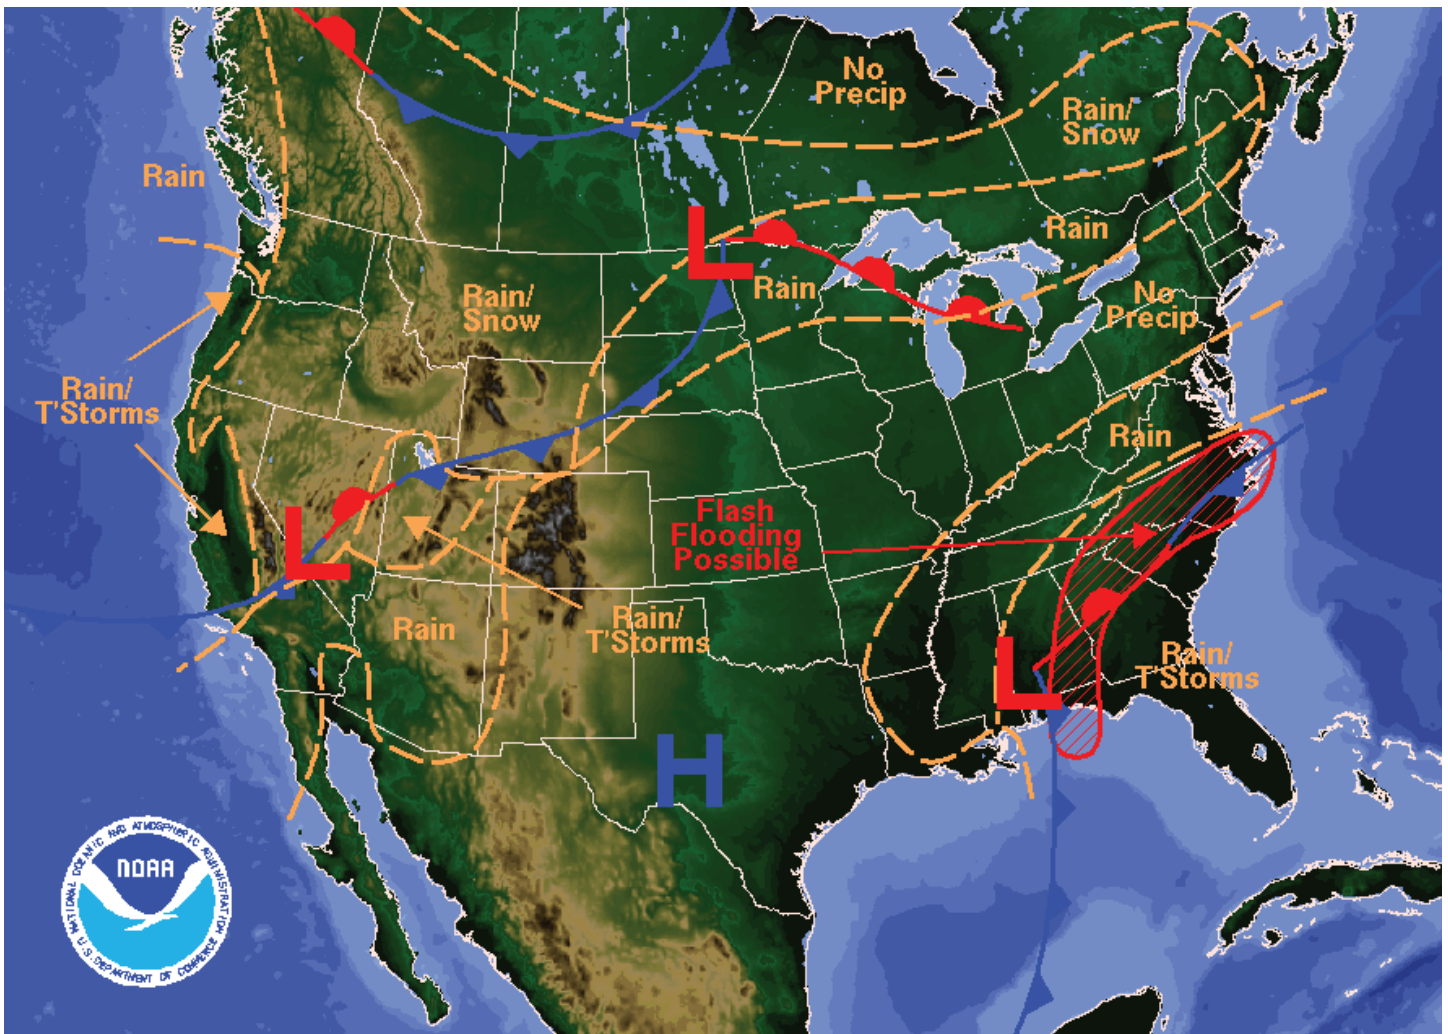 No
Precip
Rain/
Snow
Rain
L
Rain
Rain/
Snow
Rain
No
Precip
Rain/
T'Storms
Rain
L
Flash
Flooding
Possible
Rain
Rain/
T'Storms
L
Rain/
T'Storms
H
NATIONAL OCEANIC AND ATMOSPHERIC ADMINISTRATION
NOAA
U.S. DEPARTMENT OF COMMERCE